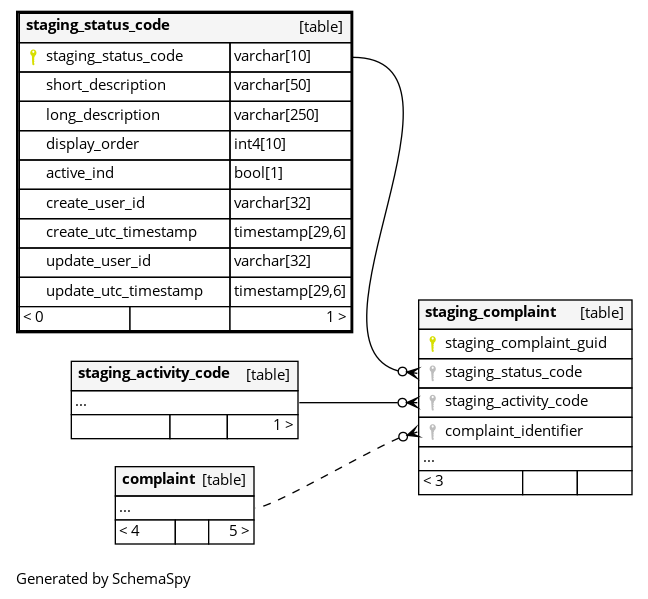 staging_status_code [table]
staging_status_code varchar[10]
short_description varchar[50]
long_description varchar[250]
display_order int4[10]
active_ind bool[1]
create_user_id varchar[32]
create_utc_timestamp timestamp[29,6]
update_user_id varchar[32]
update_utc_timestamp timestamp[29,6]
< 0 1 >
staging_complaint [table]
staging_complaint_guid
staging_status_code
staging_activity_code
complaint_identifier
...
< 3
staging_activity_code [table]
...
1 >
complaint [table]
...
< 4 5 >
Generated by SchemaSpy